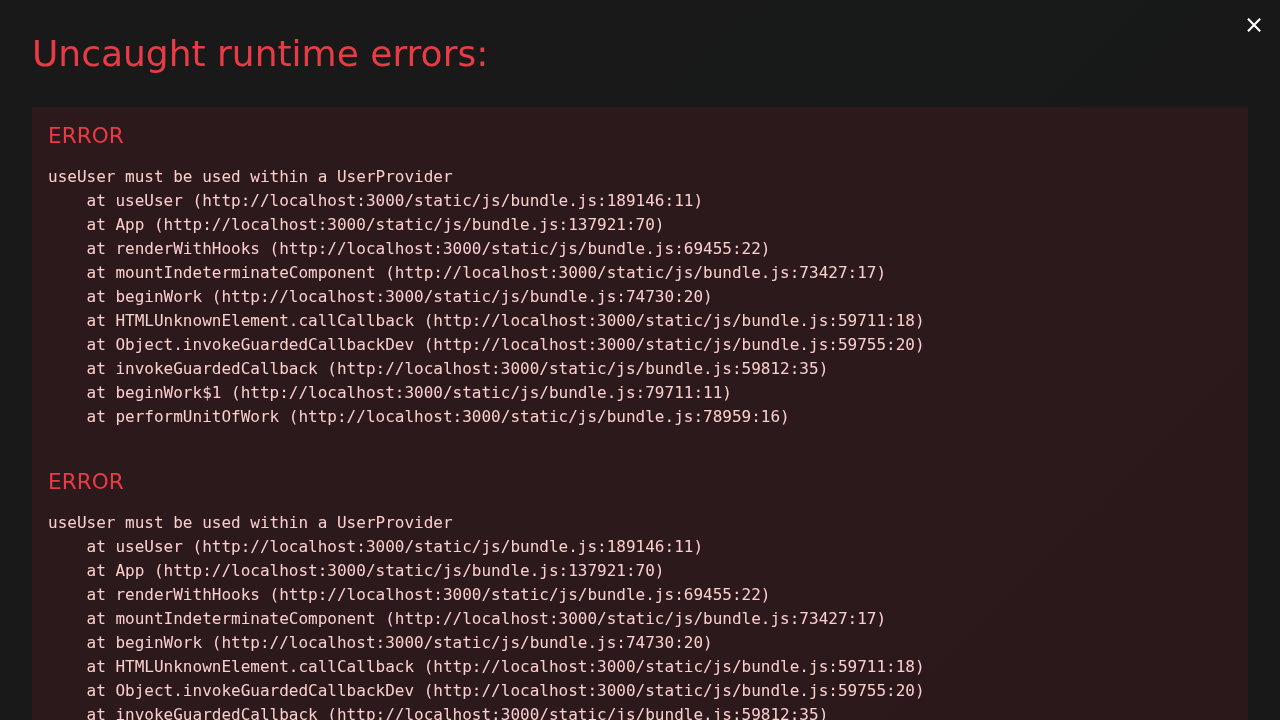 ×
Uncaught runtime errors:
ERROR
useUser must be used within a UserProvider
    at useUser (http://localhost:3000/static/js/bundle.js:189146:11)
    at App (http://localhost:3000/static/js/bundle.js:137921:70)
    at renderWithHooks (http://localhost:3000/static/js/bundle.js:69455:22)
    at mountIndeterminateComponent (http://localhost:3000/static/js/bundle.js:73427:17)
    at beginWork (http://localhost:3000/static/js/bundle.js:74730:20)
    at HTMLUnknownElement.callCallback (http://localhost:3000/static/js/bundle.js:59711:18)
    at Object.invokeGuardedCallbackDev (http://localhost:3000/static/js/bundle.js:59755:20)
    at invokeGuardedCallback (http://localhost:3000/static/js/bundle.js:59812:35)
    at beginWork$1 (http://localhost:3000/static/js/bundle.js:79711:11)
    at performUnitOfWork (http://localhost:3000/static/js/bundle.js:78959:16)
ERROR
useUser must be used within a UserProvider
    at useUser (http://localhost:3000/static/js/bundle.js:189146:11)
    at App (http://localhost:3000/static/js/bundle.js:137921:70)
    at renderWithHooks (http://localhost:3000/static/js/bundle.js:69455:22)
    at mountIndeterminateComponent (http://localhost:3000/static/js/bundle.js:73427:17)
    at beginWork (http://localhost:3000/static/js/bundle.js:74730:20)
    at HTMLUnknownElement.callCallback (http://localhost:3000/static/js/bundle.js:59711:18)
    at Object.invokeGuardedCallbackDev (http://localhost:3000/static/js/bundle.js:59755:20)
    at invokeGuardedCallback (http://localhost:3000/static/js/bundle.js:59812:35)